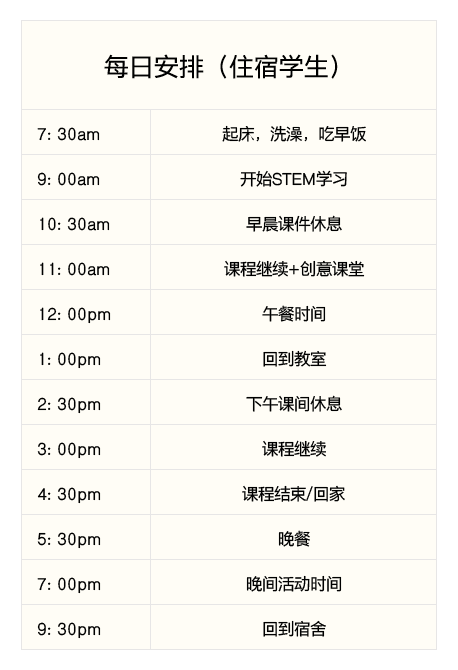 每日安排（住宿学生）
7: 30am 起床，洗澡，吃早饭
9: 00am 开始STEM学习
10: 30am 早晨课件休息
11: 00am 课程继续+创意课堂
12: 00pm 午餐时间
1: 00pm 回到教室
2: 30pm 下午课间休息
3: 00pm 课程继续
4: 30pm 课程结束/回家
5: 30pm 晚餐
7: 00pm 晚间活动时间
9: 30pm 回到宿舍